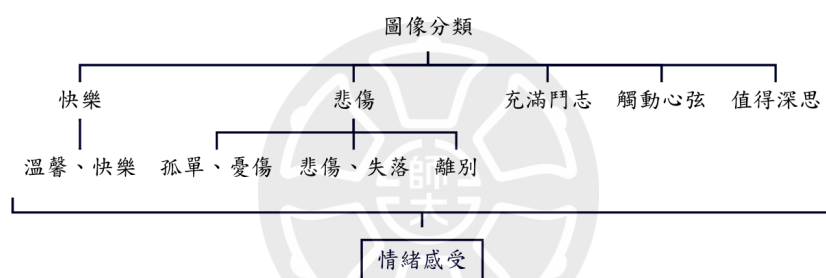 圖像分類
快樂 悲傷 充滿鬥志 觸動心弦 值得深思
溫馨、快樂 孤單、憂傷 悲傷、失落 離別
師大
情緒感受